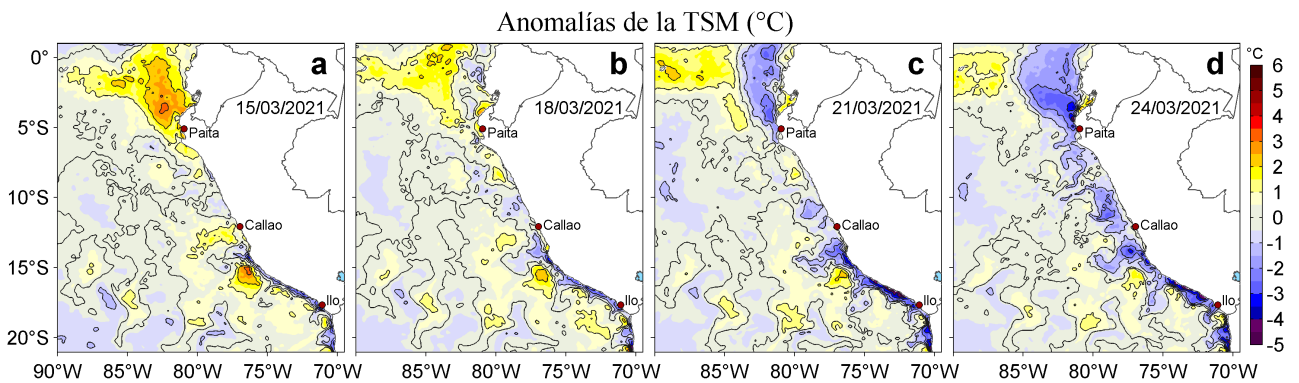 Anomalías de la TSM (°C)
a b c d
15/03/2021 18/03/2021 21/03/2021 24/03/2021
Paita Paita Paita Paita
Callao Callao Callao Callao
Ilo Ilo Ilo Ilo
0°
5°S
10°S
15°S
20°S
90°W 85°W 80°W 75°W 70°W 85°W 80°W 75°W 70°W 85°W 80°W 75°W 70°W 85°W 80°W 75°W 70°W
°C
6
5
4
3
2
1
0
-1
-2
-3
-4
-5